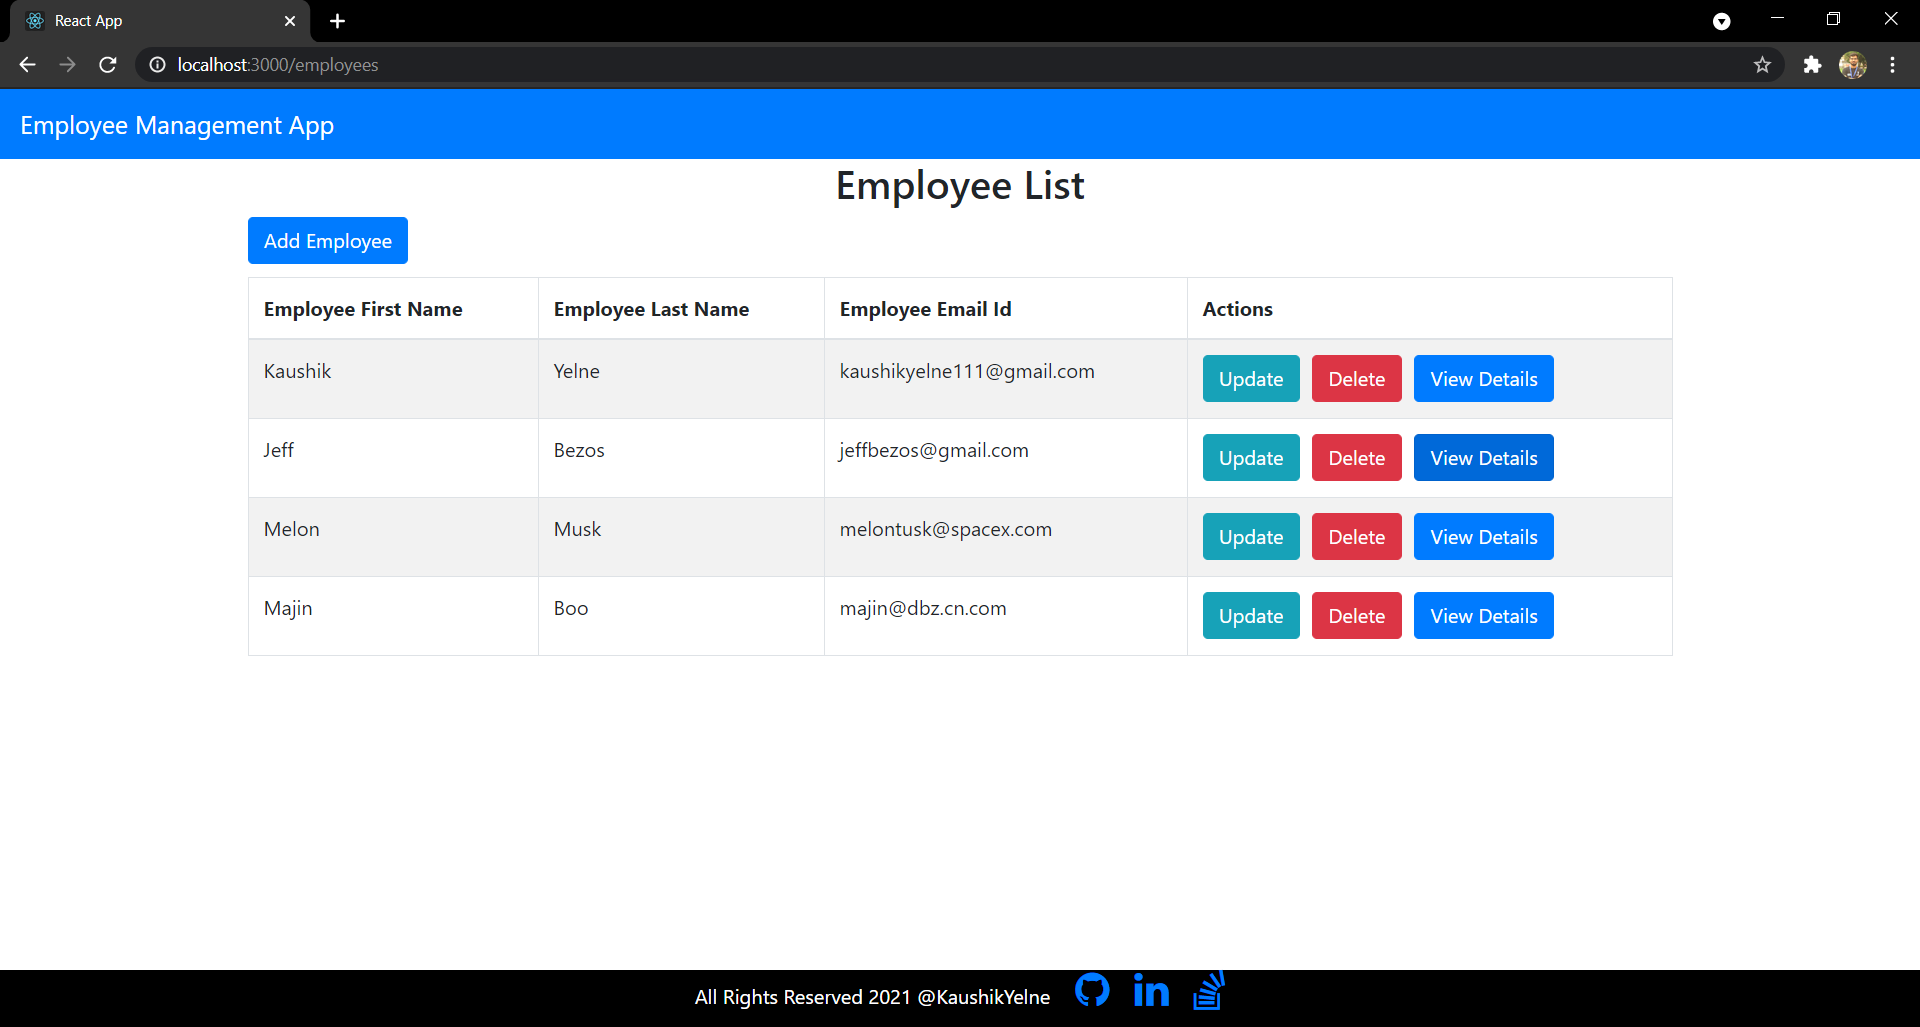 React App
localhost:3000/employees
Employee Management App
Employee List
Add Employee
Employee First Name Employee Last Name Employee Email Id Actions
Kaushik Yelne kaushikyelne111@gmail.com Update Delete View Details
Jeff Bezos jeffbezos@gmail.com Update Delete View Details
Melon Musk melontusk@spacex.com Update Delete View Details
Majin Boo majin@dbz.cn.com Update Delete View Details
All Rights Reserved 2021 @KaushikYelne in